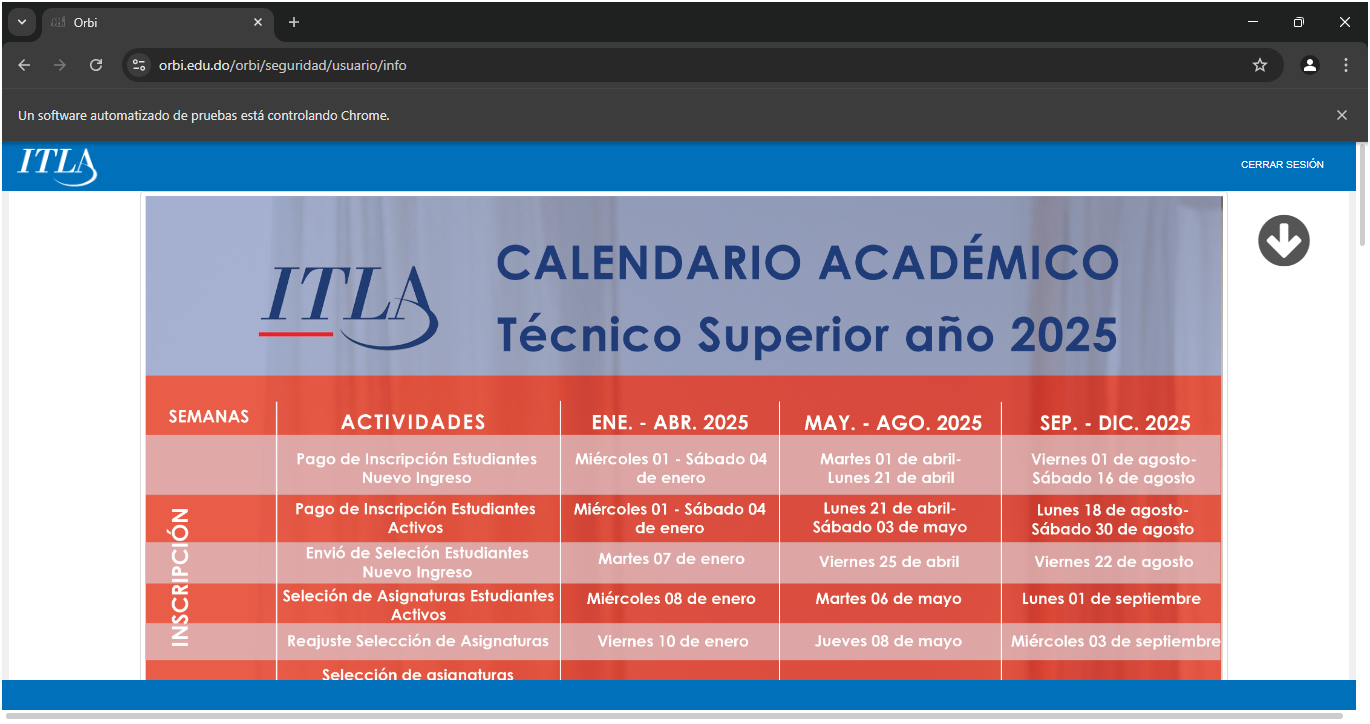 Orbi
orbi.edu.do/orbi/seguridad/usuario/info
Un software automatizado de pruebas está controlando Chrome.
ITLA
CERRAR SESIÓN
ITLA
CALENDARIO ACADÉMICO
Técnico Superior año 2025
SEMANAS
ACTIVIDADES
ENE. - ABR. 2025
MAY. - AGO. 2025
SEP. - DIC. 2025
INSCRIPCIÓN
Pago de Inscripción Estudiantes
Nuevo Ingreso
Miércoles 01 - Sábado 04
de enero
Martes 01 de abril-
Lunes 21 de abril
Viernes 01 de agosto-
Sábado 16 de agosto
Pago de Inscripción Estudiantes
Activos
Miércoles 01 - Sábado 04
de enero
Lunes 21 de abril-
Sábado 03 de mayo
Lunes 18 de agosto-
Sábado 30 de agosto
Envió de Seleción Estudiantes
Nuevo Ingreso
Martes 07 de enero
Viernes 25 de abril
Viernes 22 de agosto
Seleción de Asignaturas Estudiantes
Activos
Miércoles 08 de enero
Martes 06 de mayo
Lunes 01 de septiembre
Reajuste Selección de Asignaturas
Viernes 10 de enero
Jueves 08 de mayo
Miércoles 03 de septiembre
Selección de asignaturas